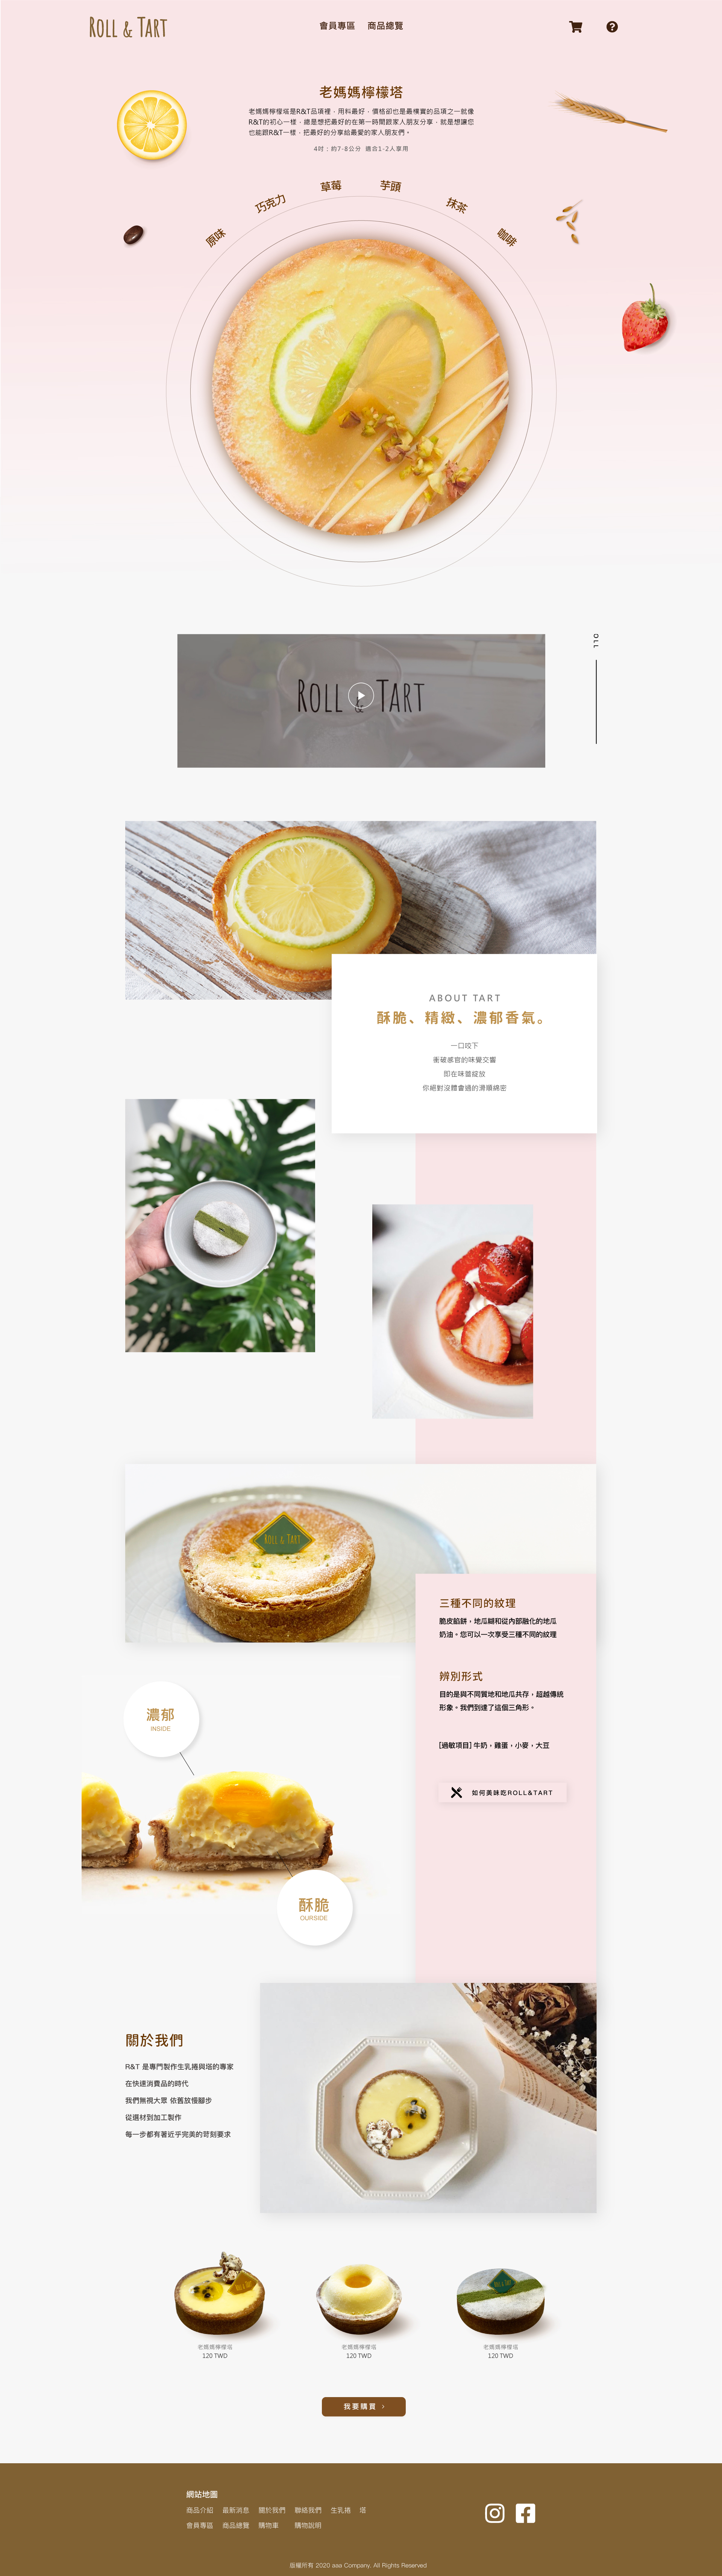 ROLL & TART
會員專區 商品總覽
老媽媽檸檬塔
老媽媽檸檬塔是R&T品項裡，用料最好，價格卻也是最樸實的品項之一就像
R&T的初心一樣，總是想把最好的在第一時間跟家人朋友分享，就是想讓您
也能跟R&T一樣，把最好的分享給最愛的家人朋友們。
4吋：約7-8公分 適合1-2人享用
原味
巧克力
草莓
芋頭
抹茶
咖啡
ROLL & TART
OLL
ABOUT TART
酥脆、精緻、濃郁香氣。
一口咬下
衝破感官的味覺交響
即在味蕾綻放
你絕對沒體會過的滑順綿密
ROLL & TART
三種不同的紋理
脆皮餡餅，地瓜糊和從內部融化的地瓜
奶油。您可以一次享受三種不同的紋理
辨別形式
目的是與不同質地和地瓜共存，超越傳統
形象。我們到達了這個三角形。
[過敏項目] 牛奶，雞蛋，小麥，大豆
如何美味吃ROLL&TART
濃郁
INSIDE
酥脆
OURSIDE
關於我們
R&T 是專門製作生乳捲與塔的專家
在快速消費品的時代
我們無視大眾 依舊放慢腳步
從選材到加工製作
每一步都有著近乎完美的苛刻要求
ROLL & TART
ROLL & TART
老媽媽檸檬塔
120 TWD
老媽媽檸檬塔
120 TWD
老媽媽檸檬塔
120 TWD
我要購買 ›
網站地圖
商品介紹 最新消息 關於我們 聯絡我們 生乳捲 塔
會員專區 商品總覽 購物車 購物說明
版權所有 2020 aaa Company. All Rights Reserved